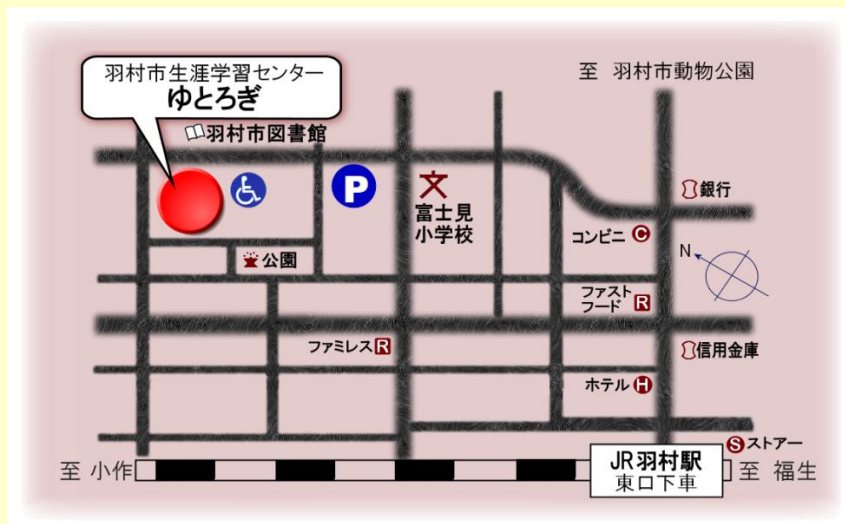 羽村市生涯学習センター
ゆとろぎ
至 羽村市動物公園
羽村市図書館
P
富士見
小学校
銀行
コンビニ C
N
公園
ファスト
フード R
ファミレス R
信用金庫
ホテル H
S ストアー
至 小作
JR羽村駅
東口下車
至 福生